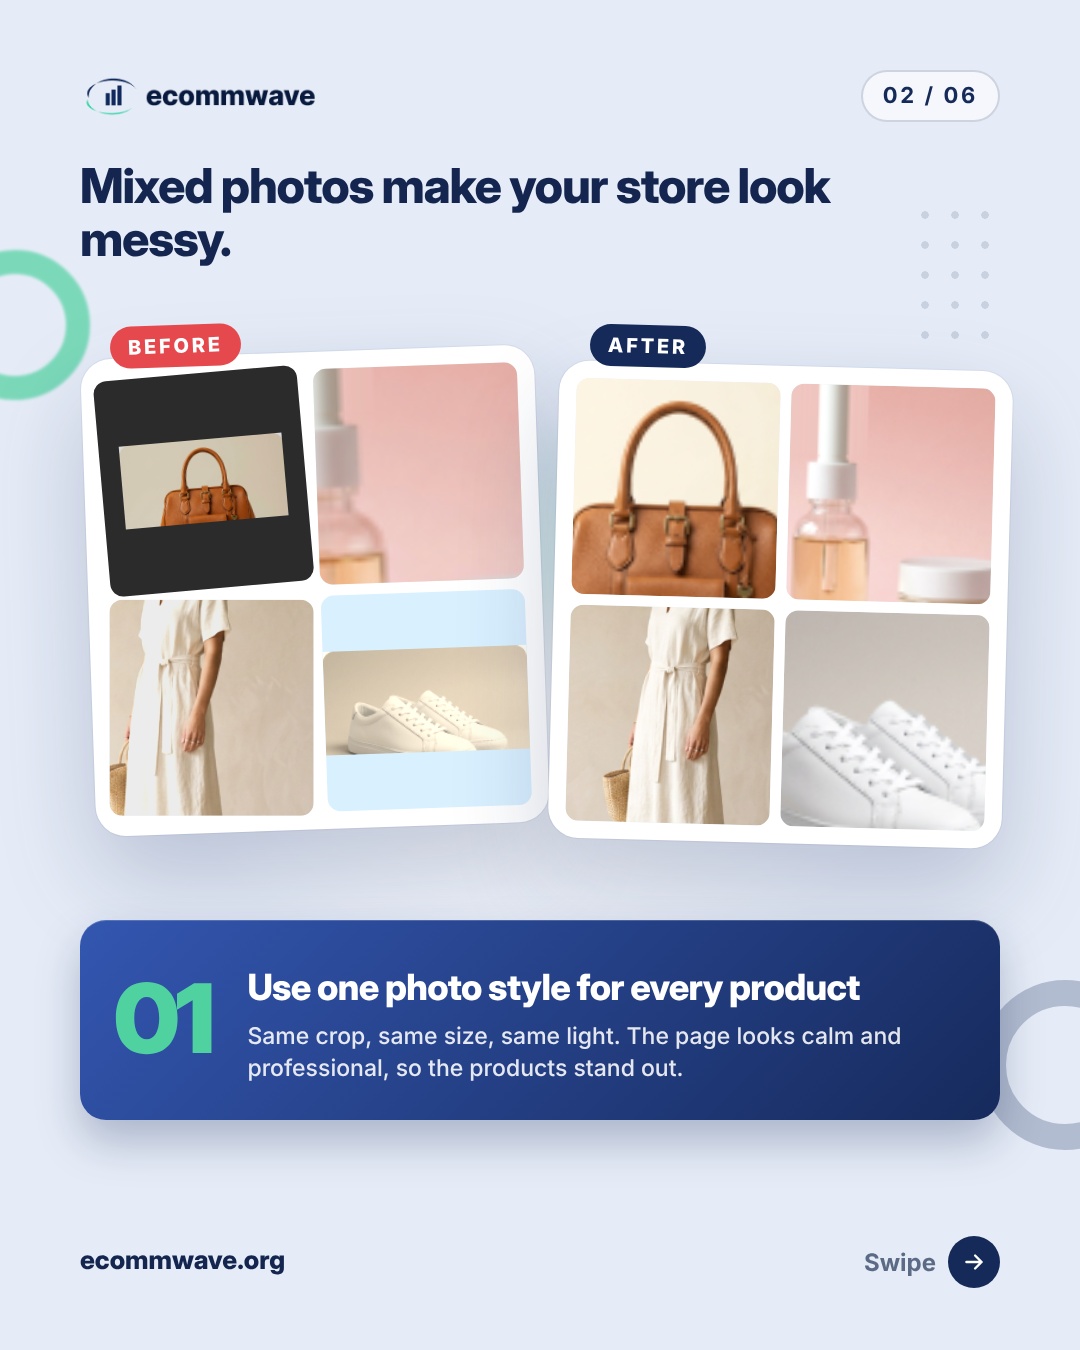 ecommwave
02 / 06
Mixed photos make your store look
messy.
BEFORE
AFTER
01
Use one photo style for every product
Same crop, same size, same light. The page looks calm and
professional, so the products stand out.
ecommwave.org
Swipe